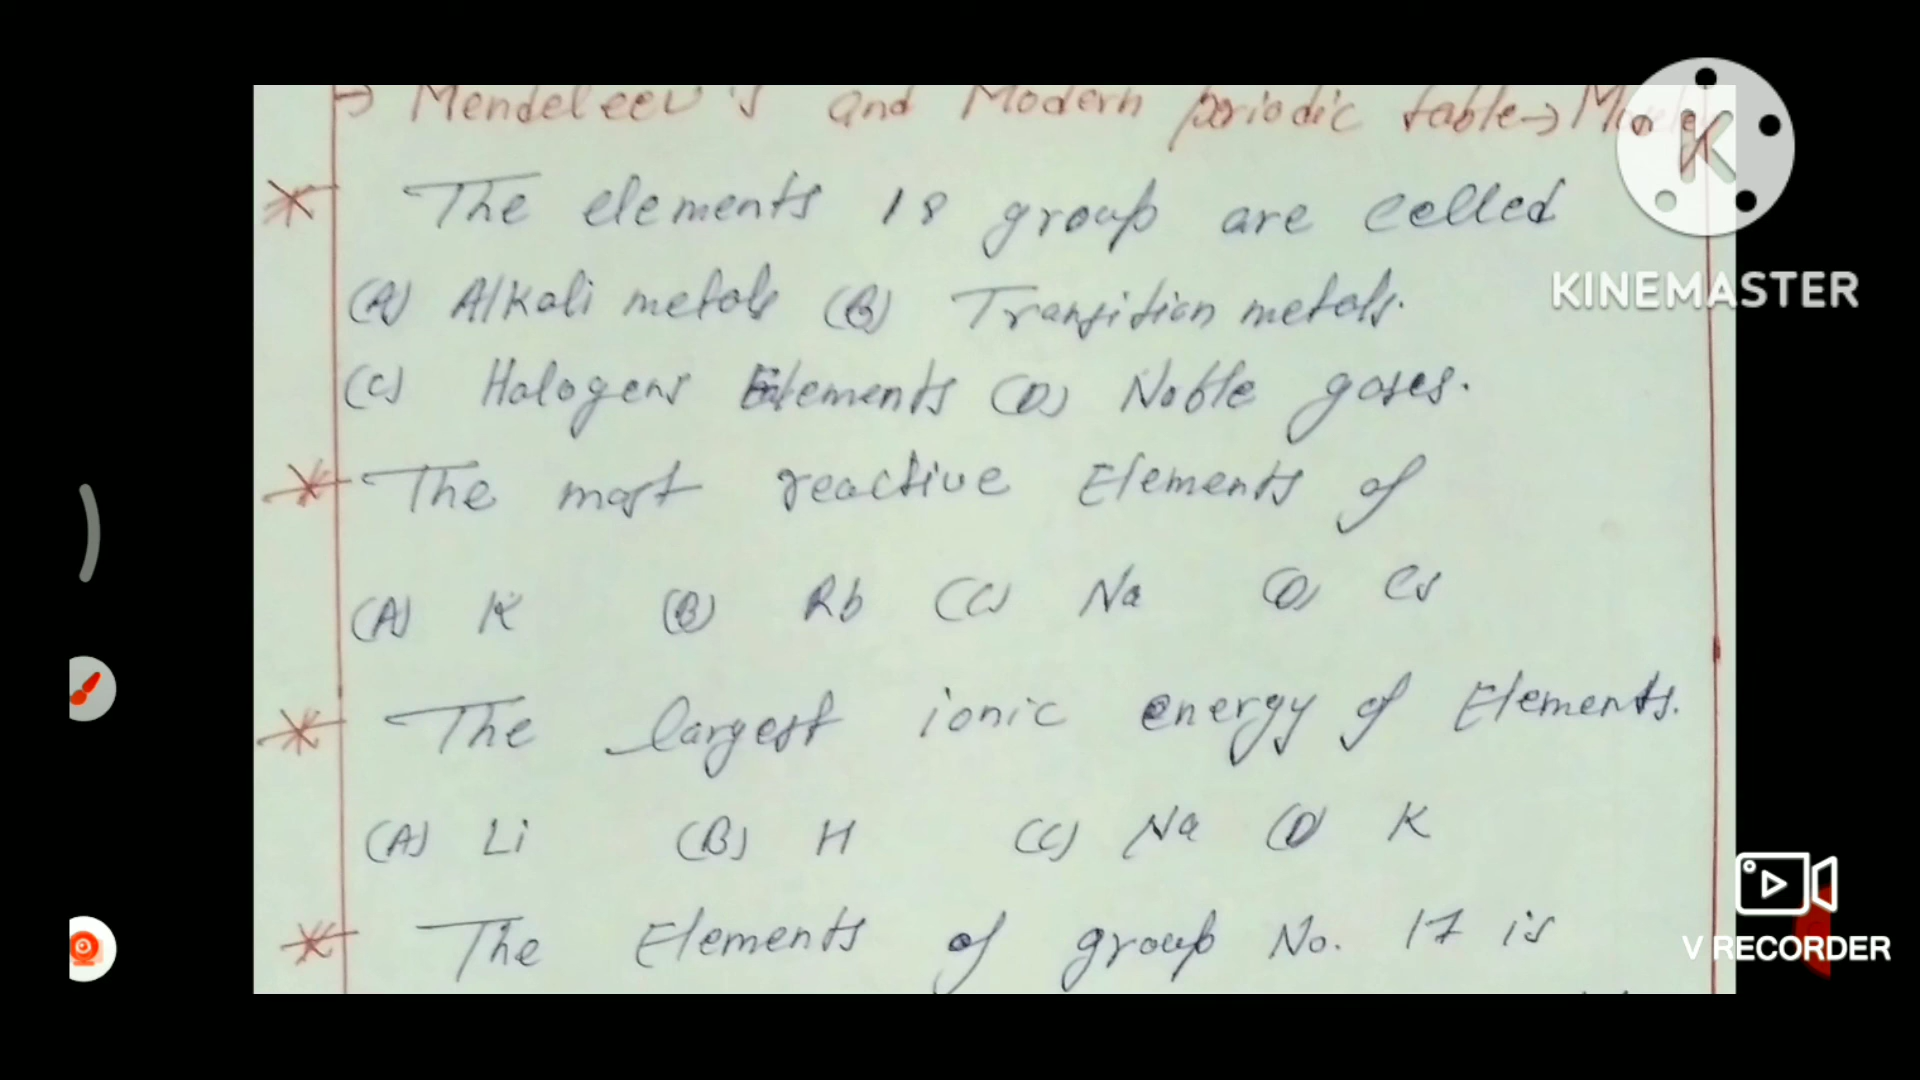 → Mendeleev's and Modern periodic table→
The elements 18 group are celled
(A) Alkali metals (B) Transition metals.
(C) Halogens Elements (D) Noble gases.
The most reactive Elements of
(A) K (B) Rb (C) Na (D) Cs
The largest ionic energy of Elements.
(A) Li (B) H (C) Na (D) K
The Elements of group No. 17 is
K
KINEMASTER
V RECORDER